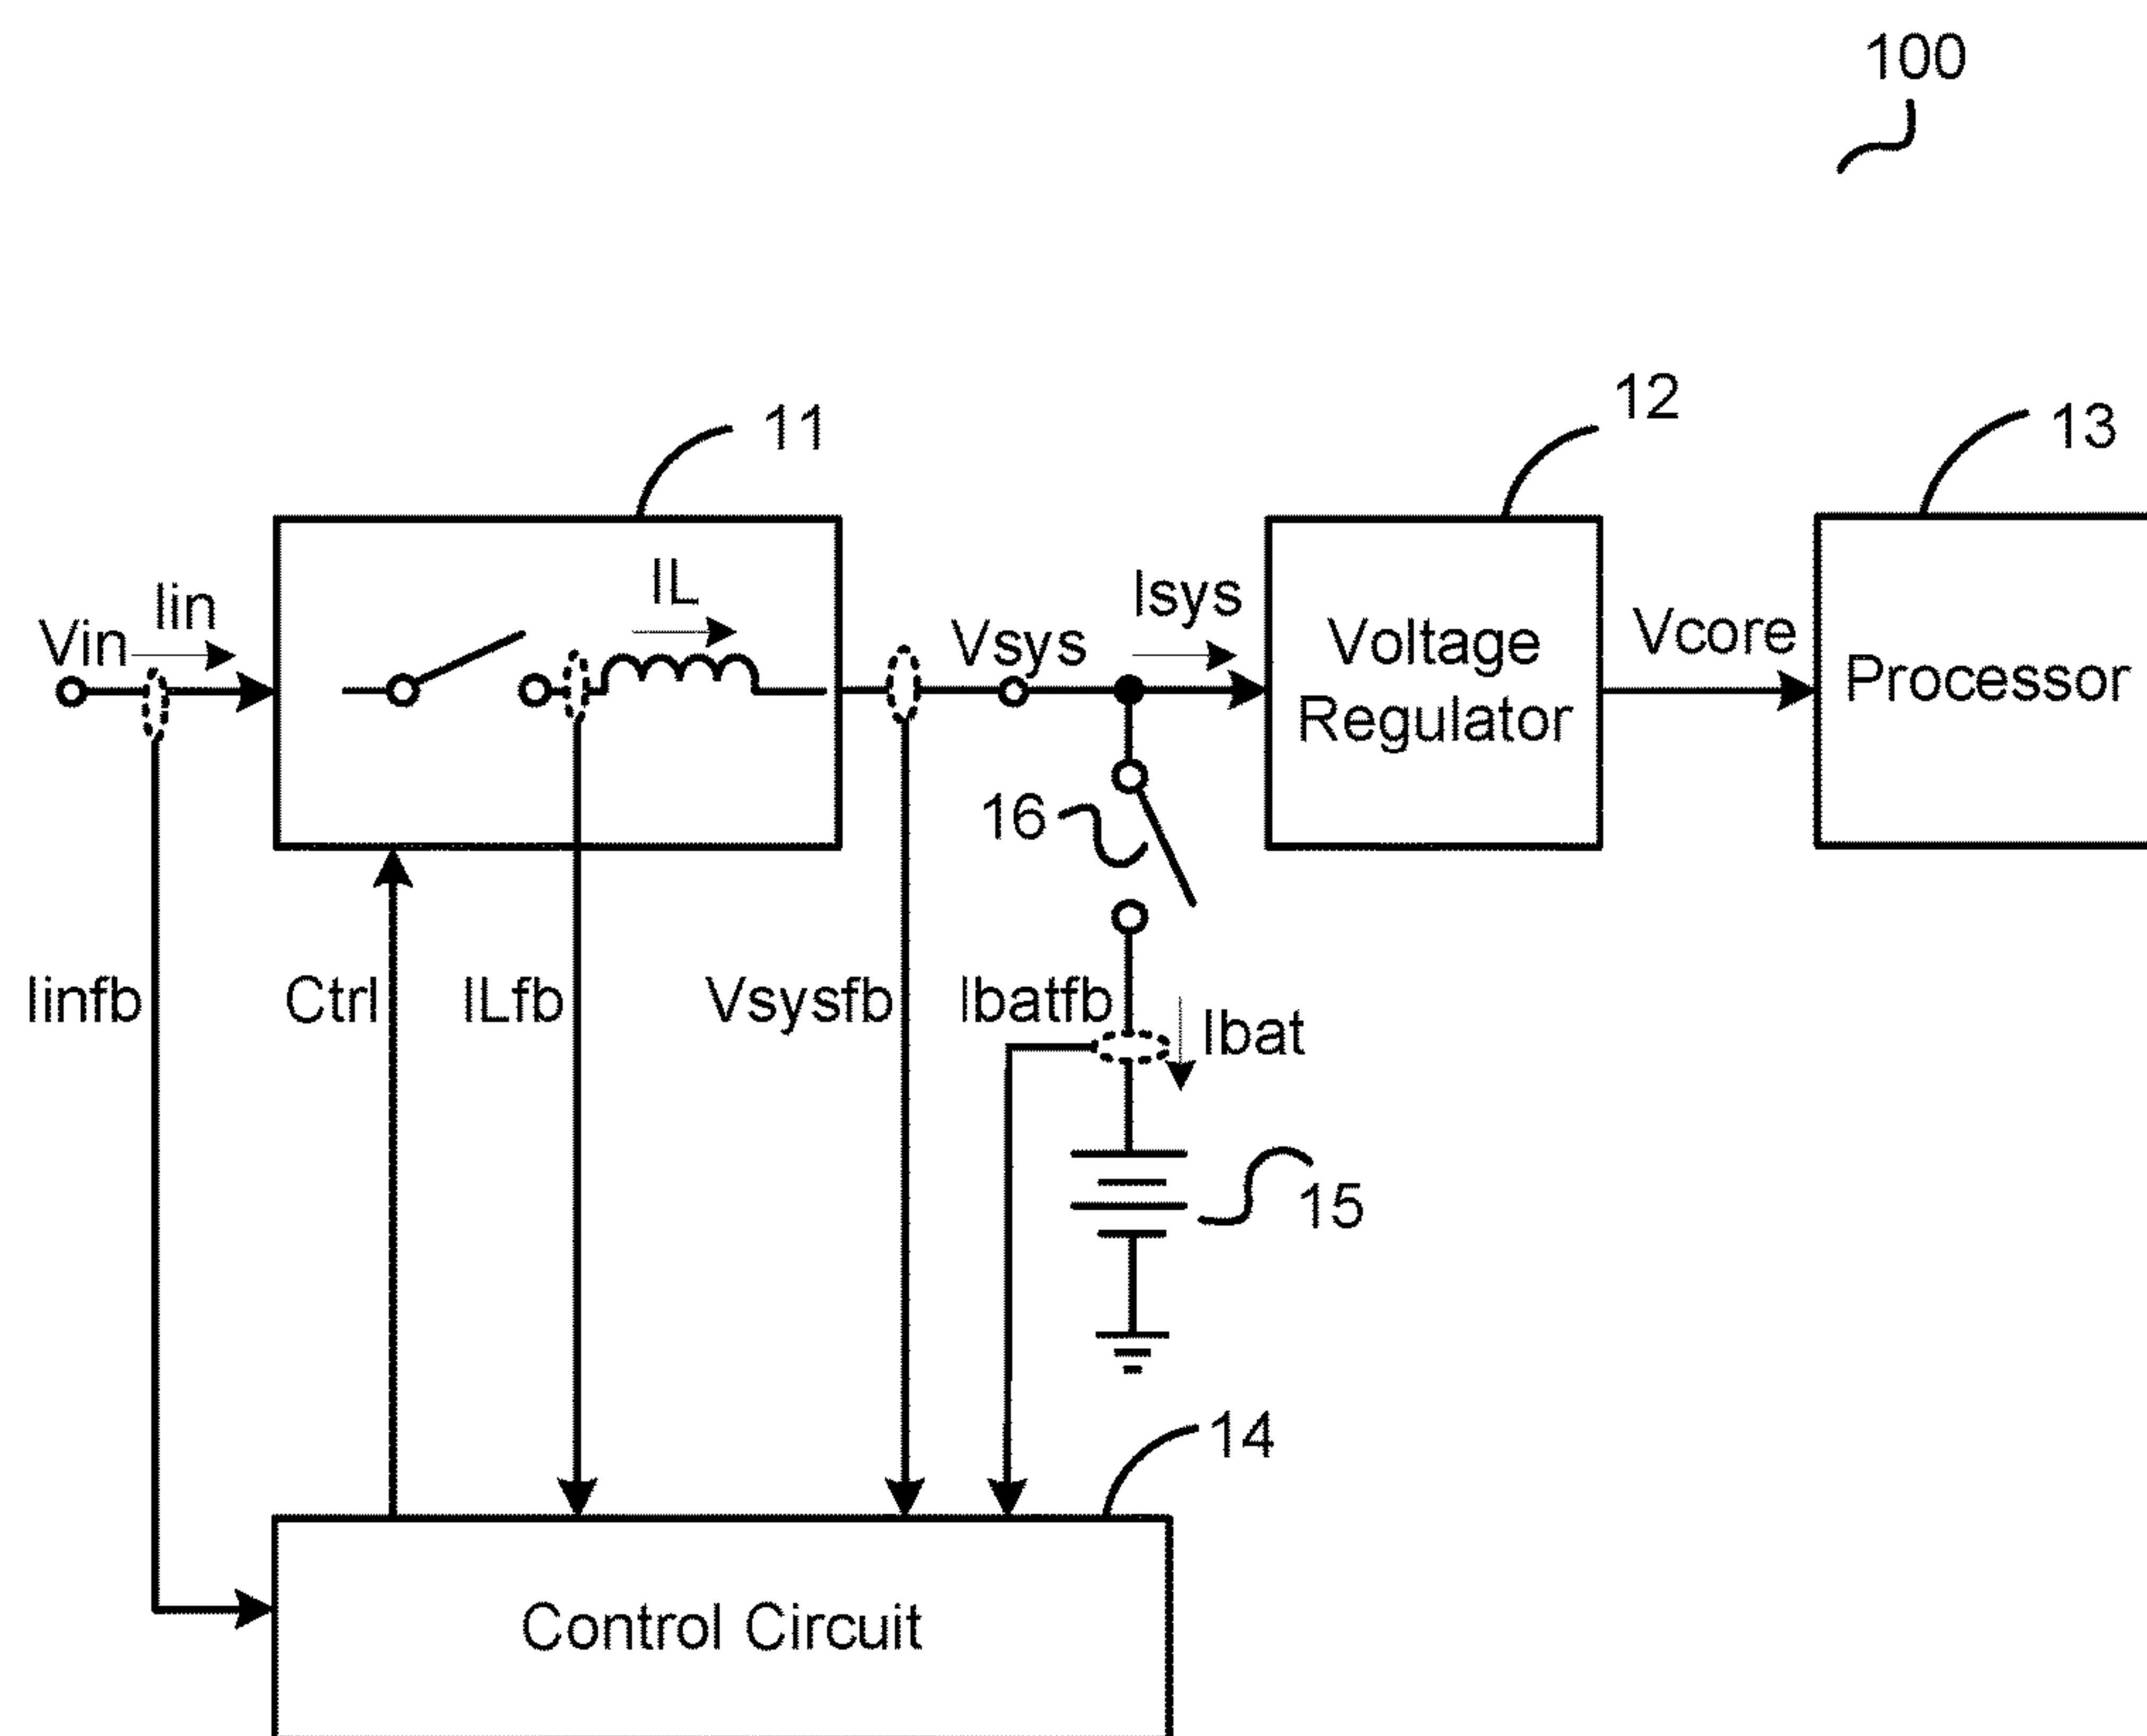 100
11
12
13
Vin
Iin
IL
Vsys
Isys
Voltage
Regulator
Vcore
Processor
16
Iinfb
Ctrl
ILfb
Vsysfb
Ibatfb
Ibat
15
14
Control Circuit